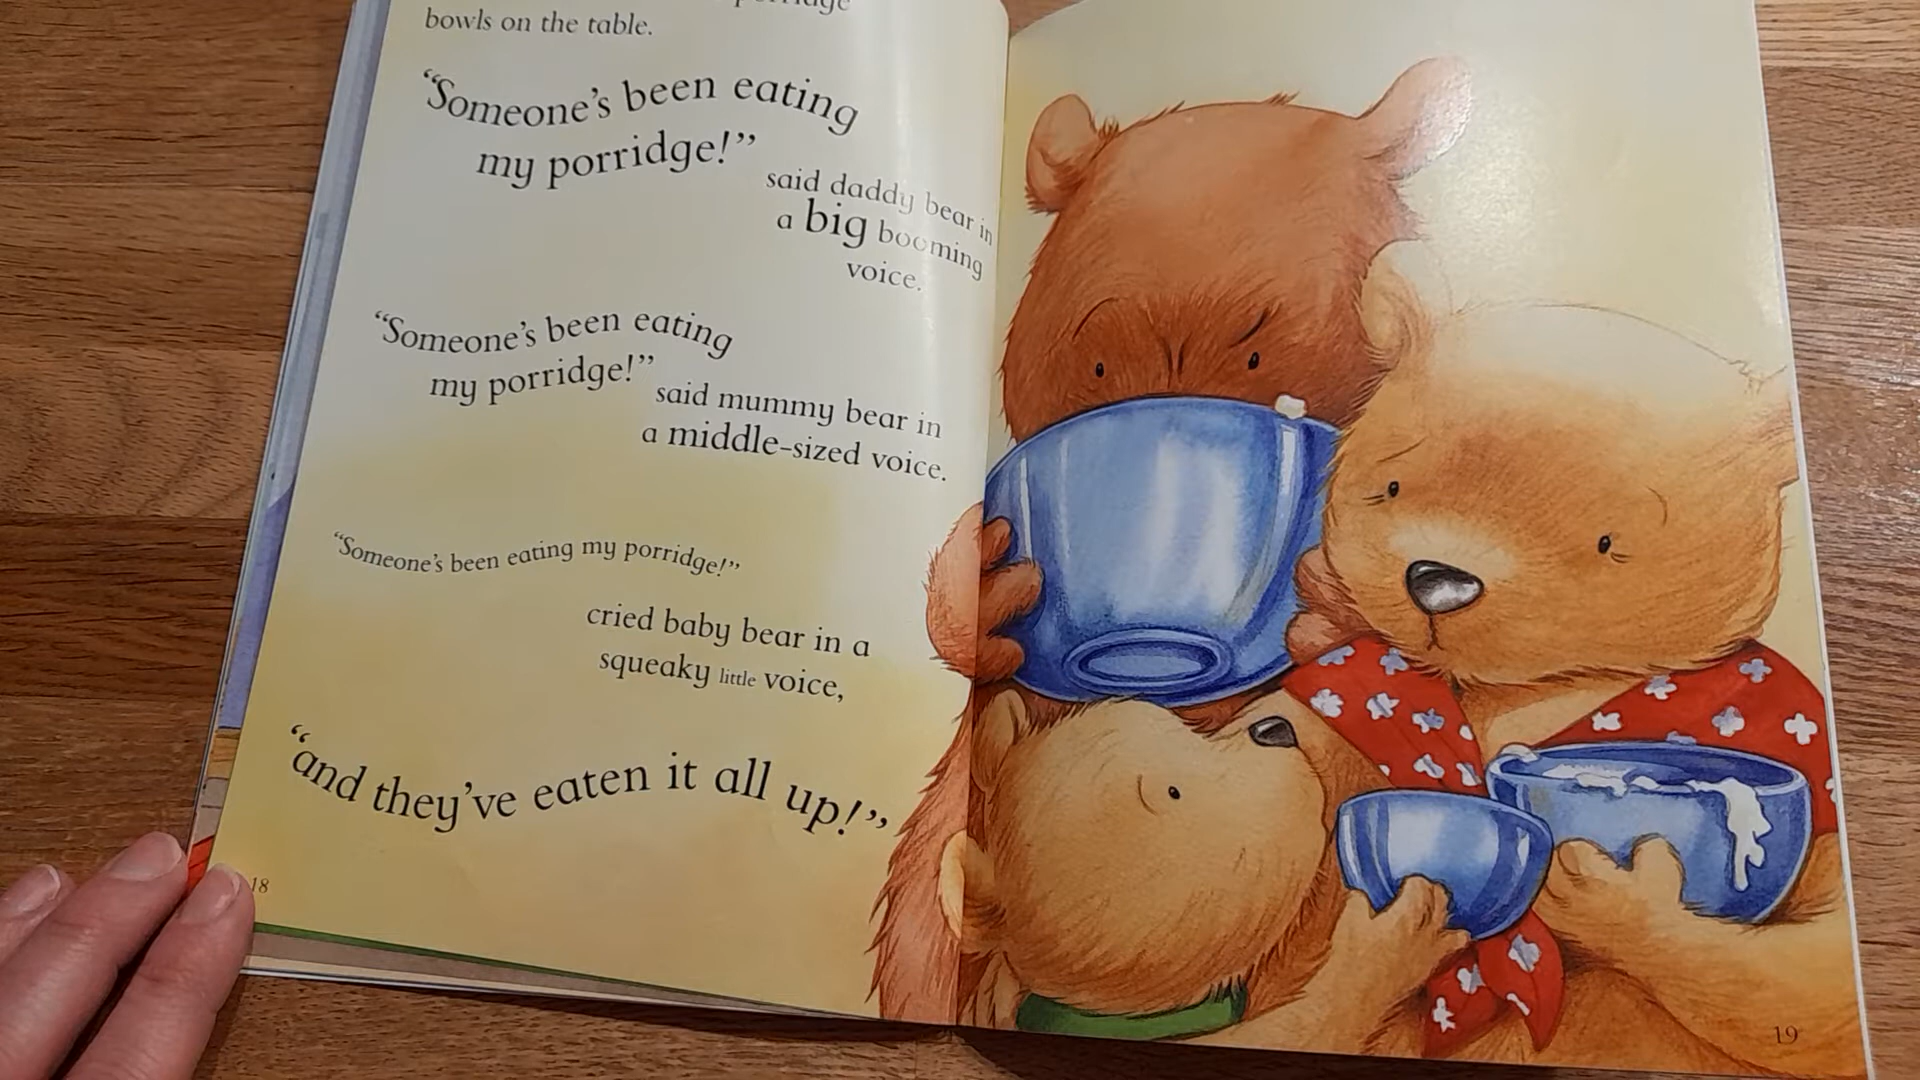 porridge
bowls on the table.
“Someone’s been eating
my porridge!”
said daddy bear in
a big booming
voice.
“Someone’s been eating
my porridge!”
said mummy bear in
a middle-sized voice.
“Someone’s been eating my porridge!”
cried baby bear in a
squeaky little voice,
“and they’ve eaten it all up!”
18
19